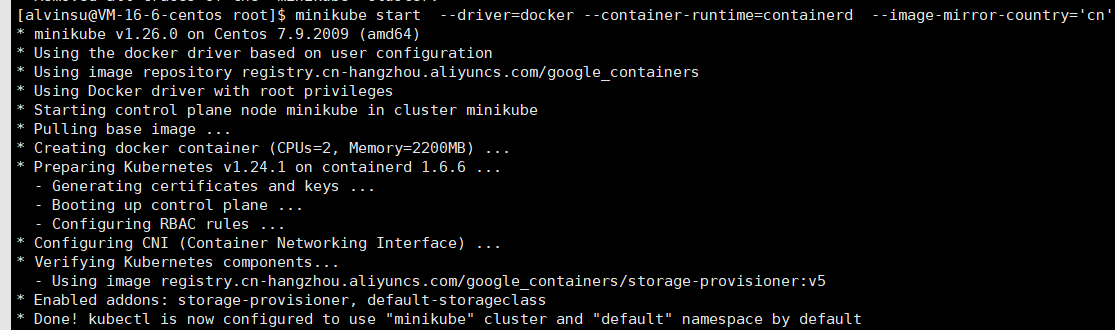 [alvinsu@VM-16-6-centos root]$ minikube start  --driver=docker --container-runtime=containerd  --image-mirror-country='cn'
* minikube v1.26.0 on Centos 7.9.2009 (amd64)
* Using the docker driver based on user configuration
* Using image repository registry.cn-hangzhou.aliyuncs.com/google_containers
* Using Docker driver with root privileges
* Starting control plane node minikube in cluster minikube
* Pulling base image ...
* Creating docker container (CPUs=2, Memory=2200MB) ...
* Preparing Kubernetes v1.24.1 on containerd 1.6.6 ...
  - Generating certificates and keys ...
  - Booting up control plane ...
  - Configuring RBAC rules ...
* Configuring CNI (Container Networking Interface) ...
* Verifying Kubernetes components...
  - Using image registry.cn-hangzhou.aliyuncs.com/google_containers/storage-provisioner:v5
* Enabled addons: storage-provisioner, default-storageclass
* Done! kubectl is now configured to use "minikube" cluster and "default" namespace by default